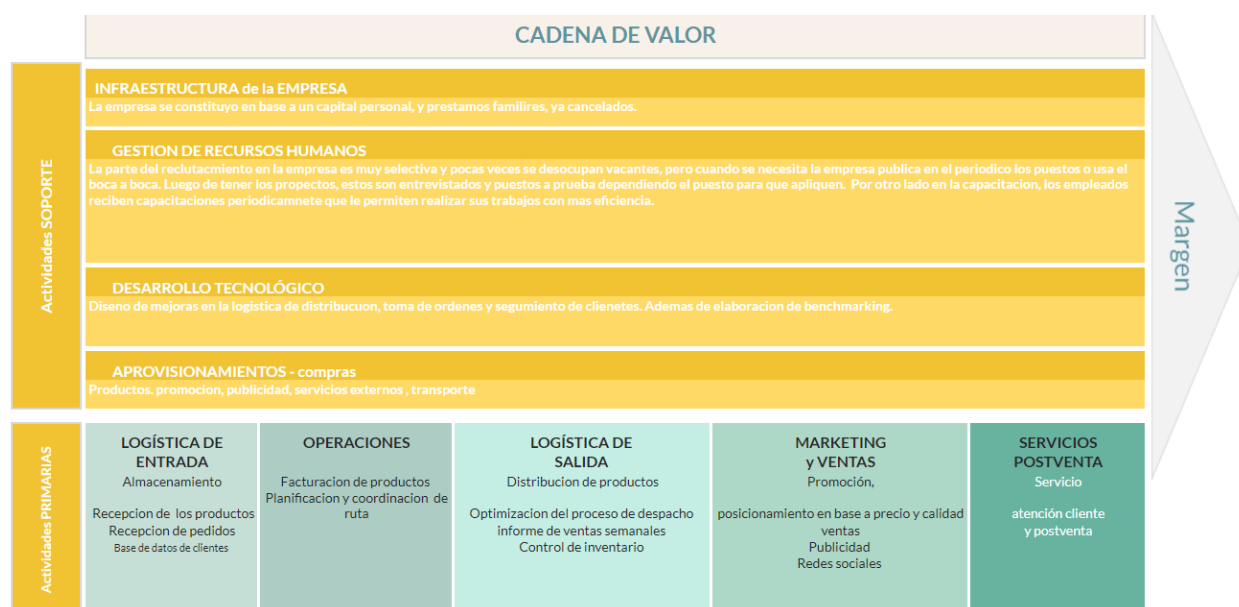 CADENA DE VALOR
Actividades SOPORTE
INFRAESTRUCTURA de la EMPRESA
La empresa se constituyo en base a un capital personal, y prestamos familires, ya cancelados.
GESTION DE RECURSOS HUMANOS
La parte del reclutacmiento en la empresa es muy selectiva y pocas veces se desocupan vacantes, pero cuando se necesita la empresa publica en el periodico los puestos o usa el
boca a boca. Luego de tener los propectos, estos son entrevistados y puestos a prueba dependiendo el puesto para que apliquen. Por otro lado en la capacitacion, los empleados
reciben capacitaciones periodicamnete que le permiten realizar sus trabajos con mas eficiencia.
DESARROLLO TECNOLÓGICO
Diseno de mejoras en la logistica de distribucuon, toma de ordenes y segumiento de clienetes. Ademas de elaboracion de benchmarking.
APROVISIONAMIENTOS - compras
Productos. promocion, publicidad, servicios externos , transporte
Margen
Actividades PRIMARIAS
LOGÍSTICA DE
ENTRADA
Almacenamiento
Recepcion de los productos
Recepcion de pedidos
Base de datos de clientes
OPERACIONES
Facturacion de productos
Planificacion y coordinacion de
ruta
LOGÍSTICA DE
SALIDA
Distribucion de productos
Optimizacion del proceso de despacho
informe de ventas semanales
Control de inventario
MARKETING
y VENTAS
Promoción,
posicionamiento en base a precio y calidad
ventas
Publicidad
Redes sociales
SERVICIOS
POSTVENTA
Servicio
atención cliente
y postventa